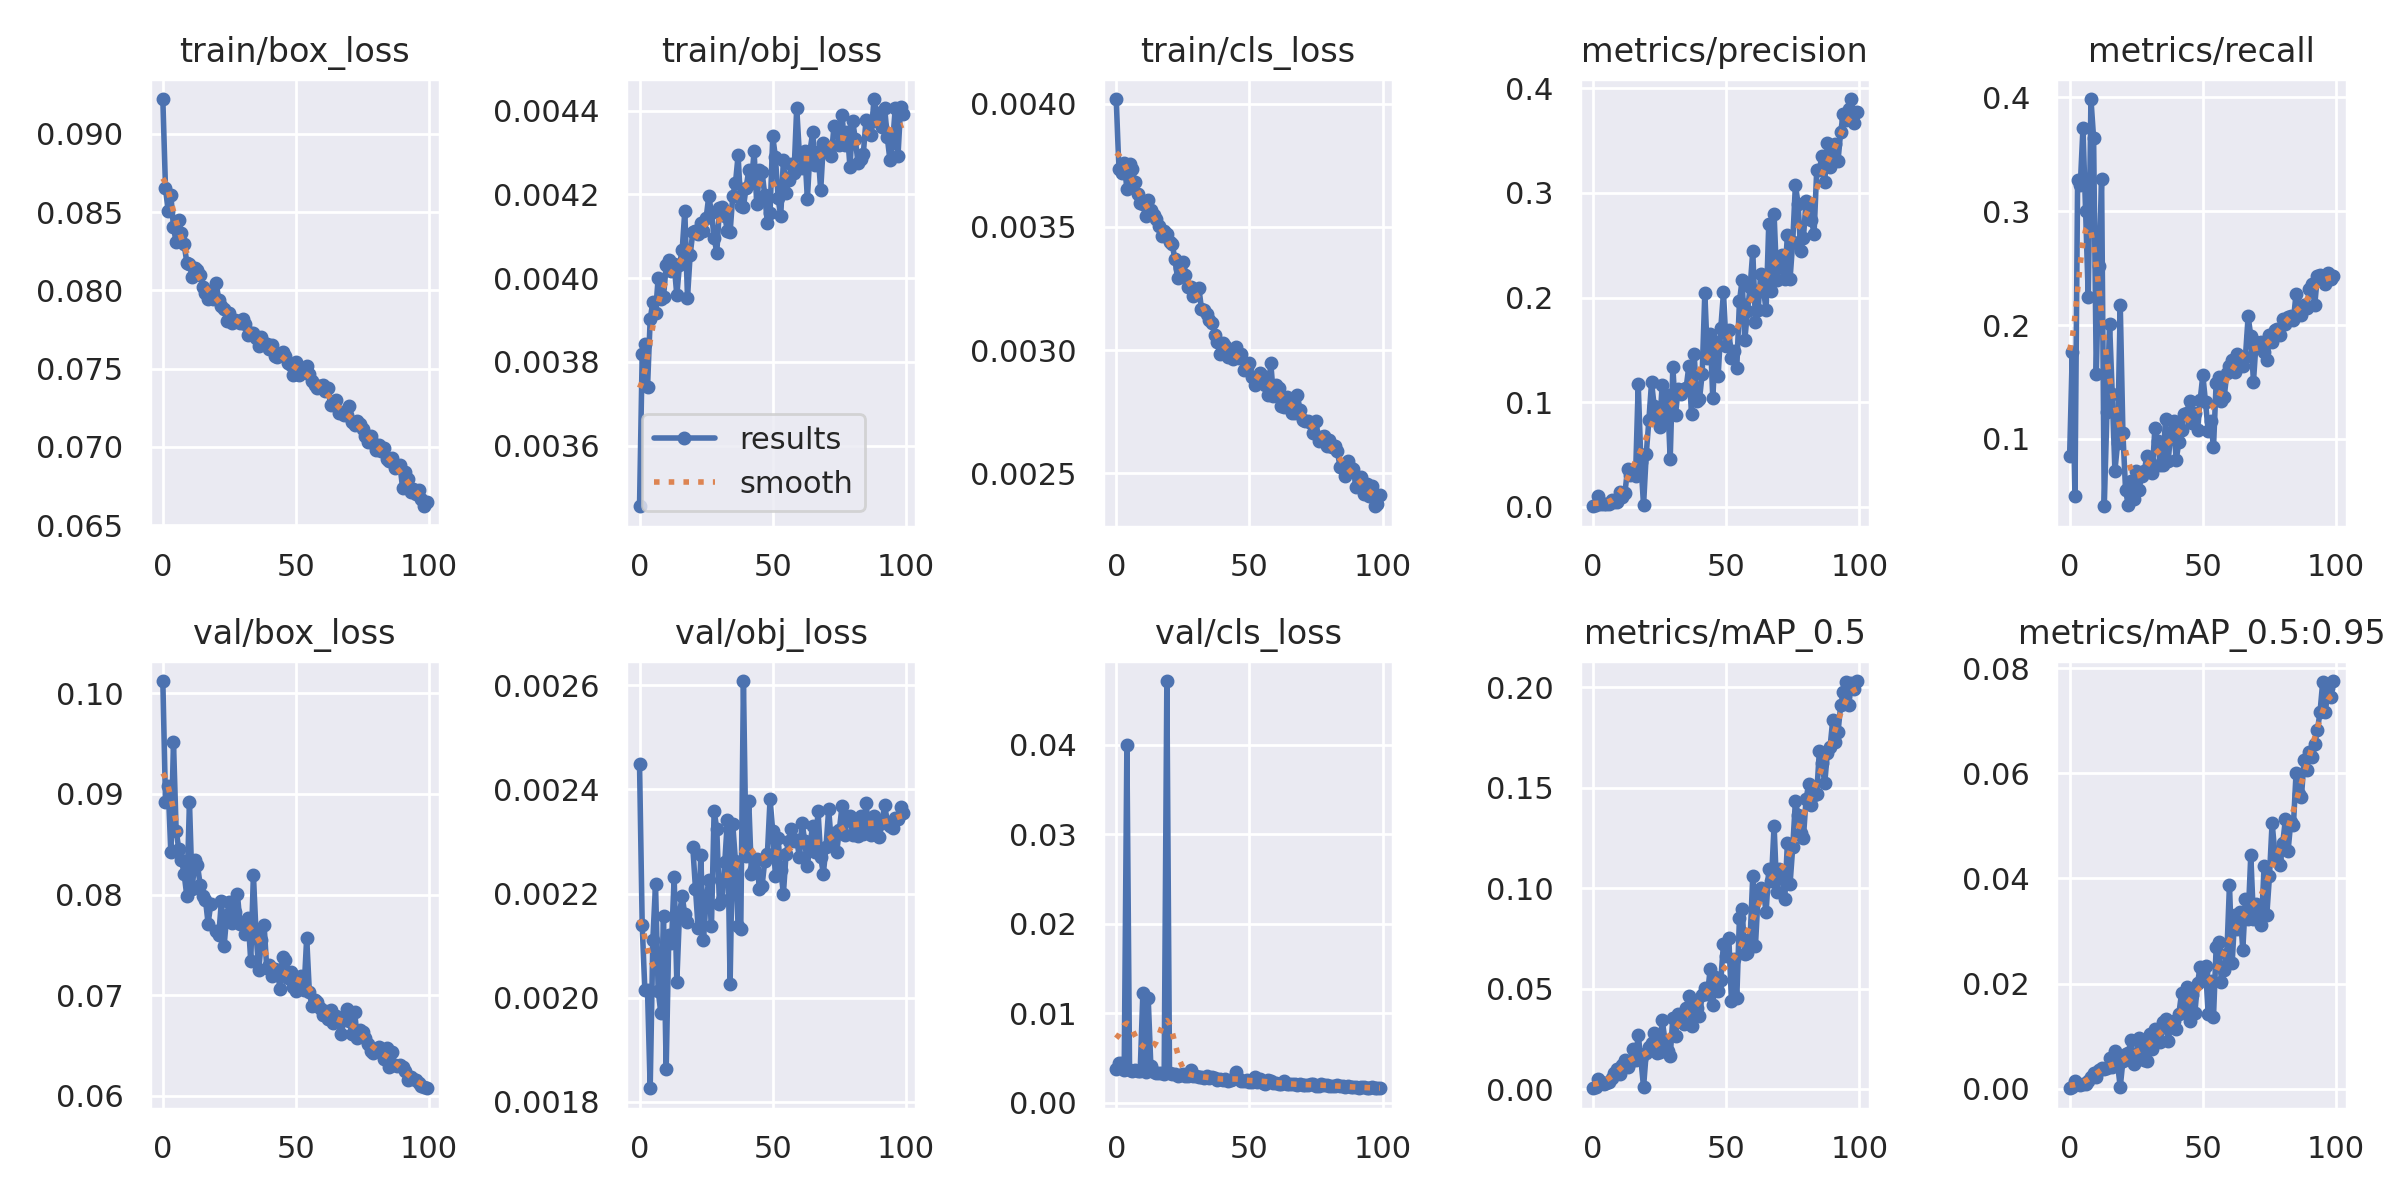 train/box_loss
0.090
0.085
0.080
0.075
0.070
0.065
0 50 100
train/obj_loss
0.0044
0.0042
0.0040
0.0038
0.0036
results
smooth
0 50 100
train/cls_loss
0.0040
0.0035
0.0030
0.0025
0 50 100
metrics/precision
0.4
0.3
0.2
0.1
0.0
0 50 100
metrics/recall
0.4
0.3
0.2
0.1
0 50 100
val/box_loss
0.10
0.09
0.08
0.07
0.06
0 50 100
val/obj_loss
0.0026
0.0024
0.0022
0.0020
0.0018
0 50 100
val/cls_loss
0.04
0.03
0.02
0.01
0.00
0 50 100
metrics/mAP_0.5
0.20
0.15
0.10
0.05
0.00
0 50 100
metrics/mAP_0.5:0.95
0.08
0.06
0.04
0.02
0.00
0 50 100